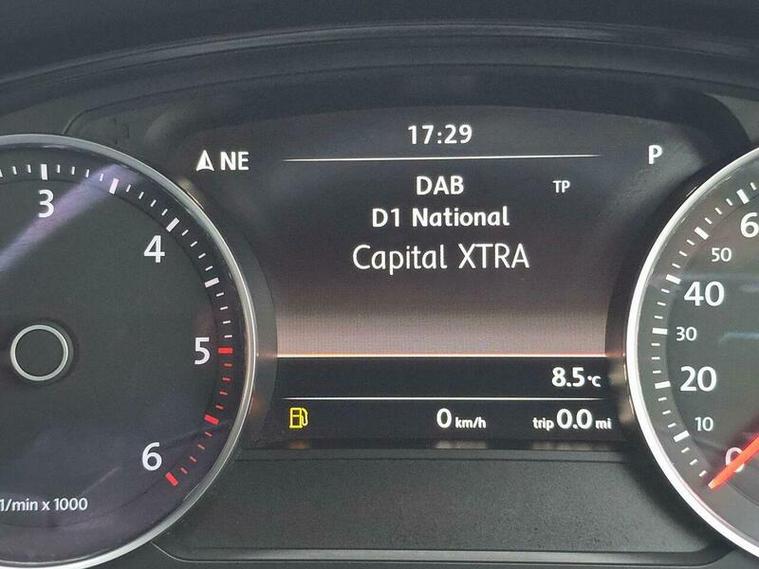 17:29
NE
P
DAB
TP
D1 National
Capital XTRA
8.5°C
0 km/h
trip 0.0 mi
3
4
5
6
1/min x 1000
6
50
40
30
20
10
0